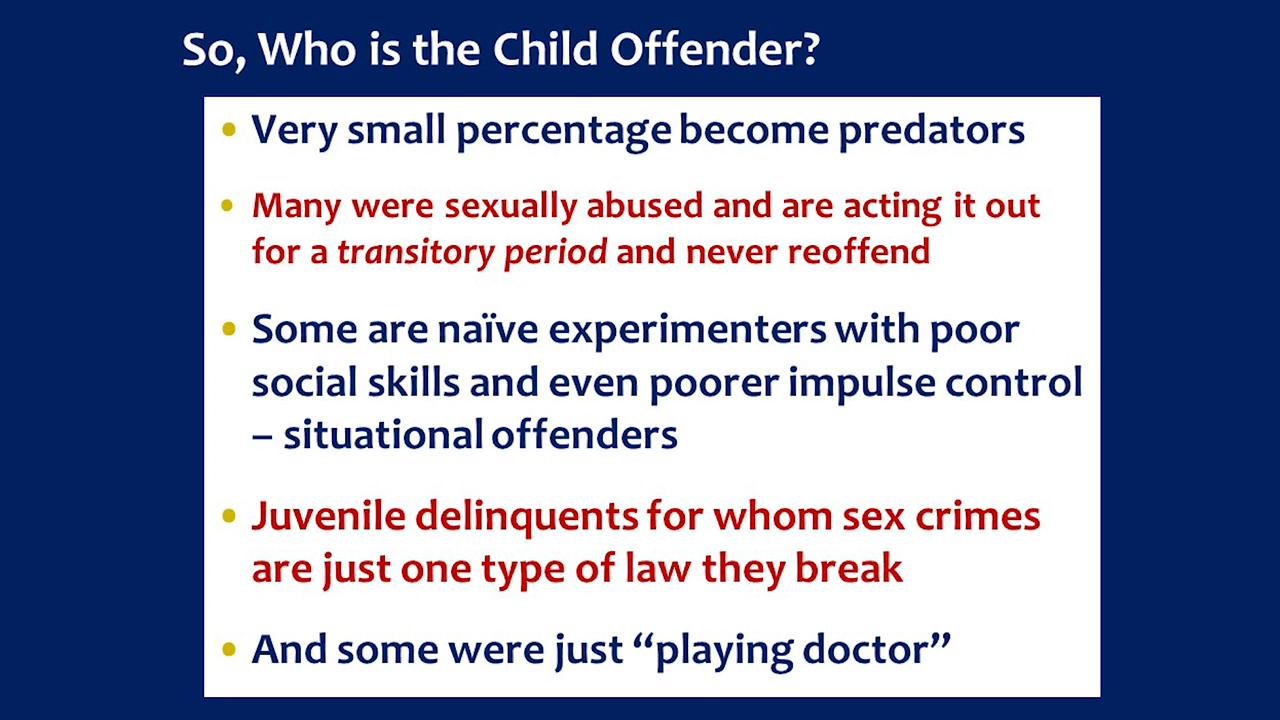 So, Who is the Child Offender?
• Very small percentage become predators
• Many were sexually abused and are acting it out
for a transitory period and never reoffend
• Some are naïve experimenters with poor
social skills and even poorer impulse control
– situational offenders
• Juvenile delinquents for whom sex crimes
are just one type of law they break
• And some were just “playing doctor”